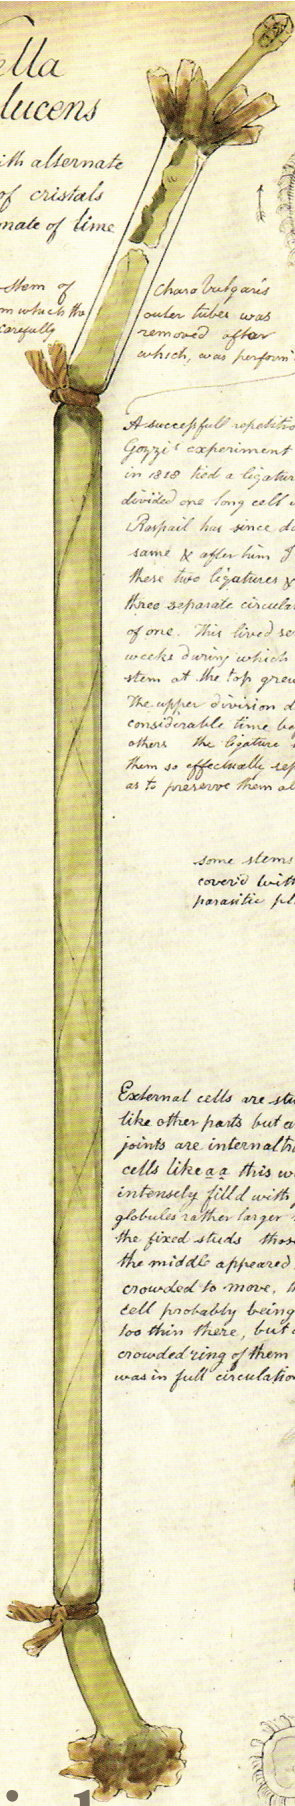 ella
lucens
ith alternate
of cristals
nate of lime
stem of
m which the
carefully
Chara vulgaris
outer tubes was
removed after
which, was perform
A successfull repetitio
Gozzi's experiment
in 1818 tied a ligatur
divided one long cell i
Raspail has since do
same & after him I
these two ligatures &
three separate circula
of one. This lived se
weeks during which
stem at the top grew
The upper division d
considerable time be
others the ligature
them so effectually sep
as to preserve them al
some stems
cover'd with
parasitic pl
External cells are stu
like other parts but a
joints are internal tu
cells like a a this w
intensely fill'd with
globules rather larger
the fixed studs thos
the middle appeared
crowded to move,
cell probably being
too thin there, but
crowded ring of them
was in full circulation